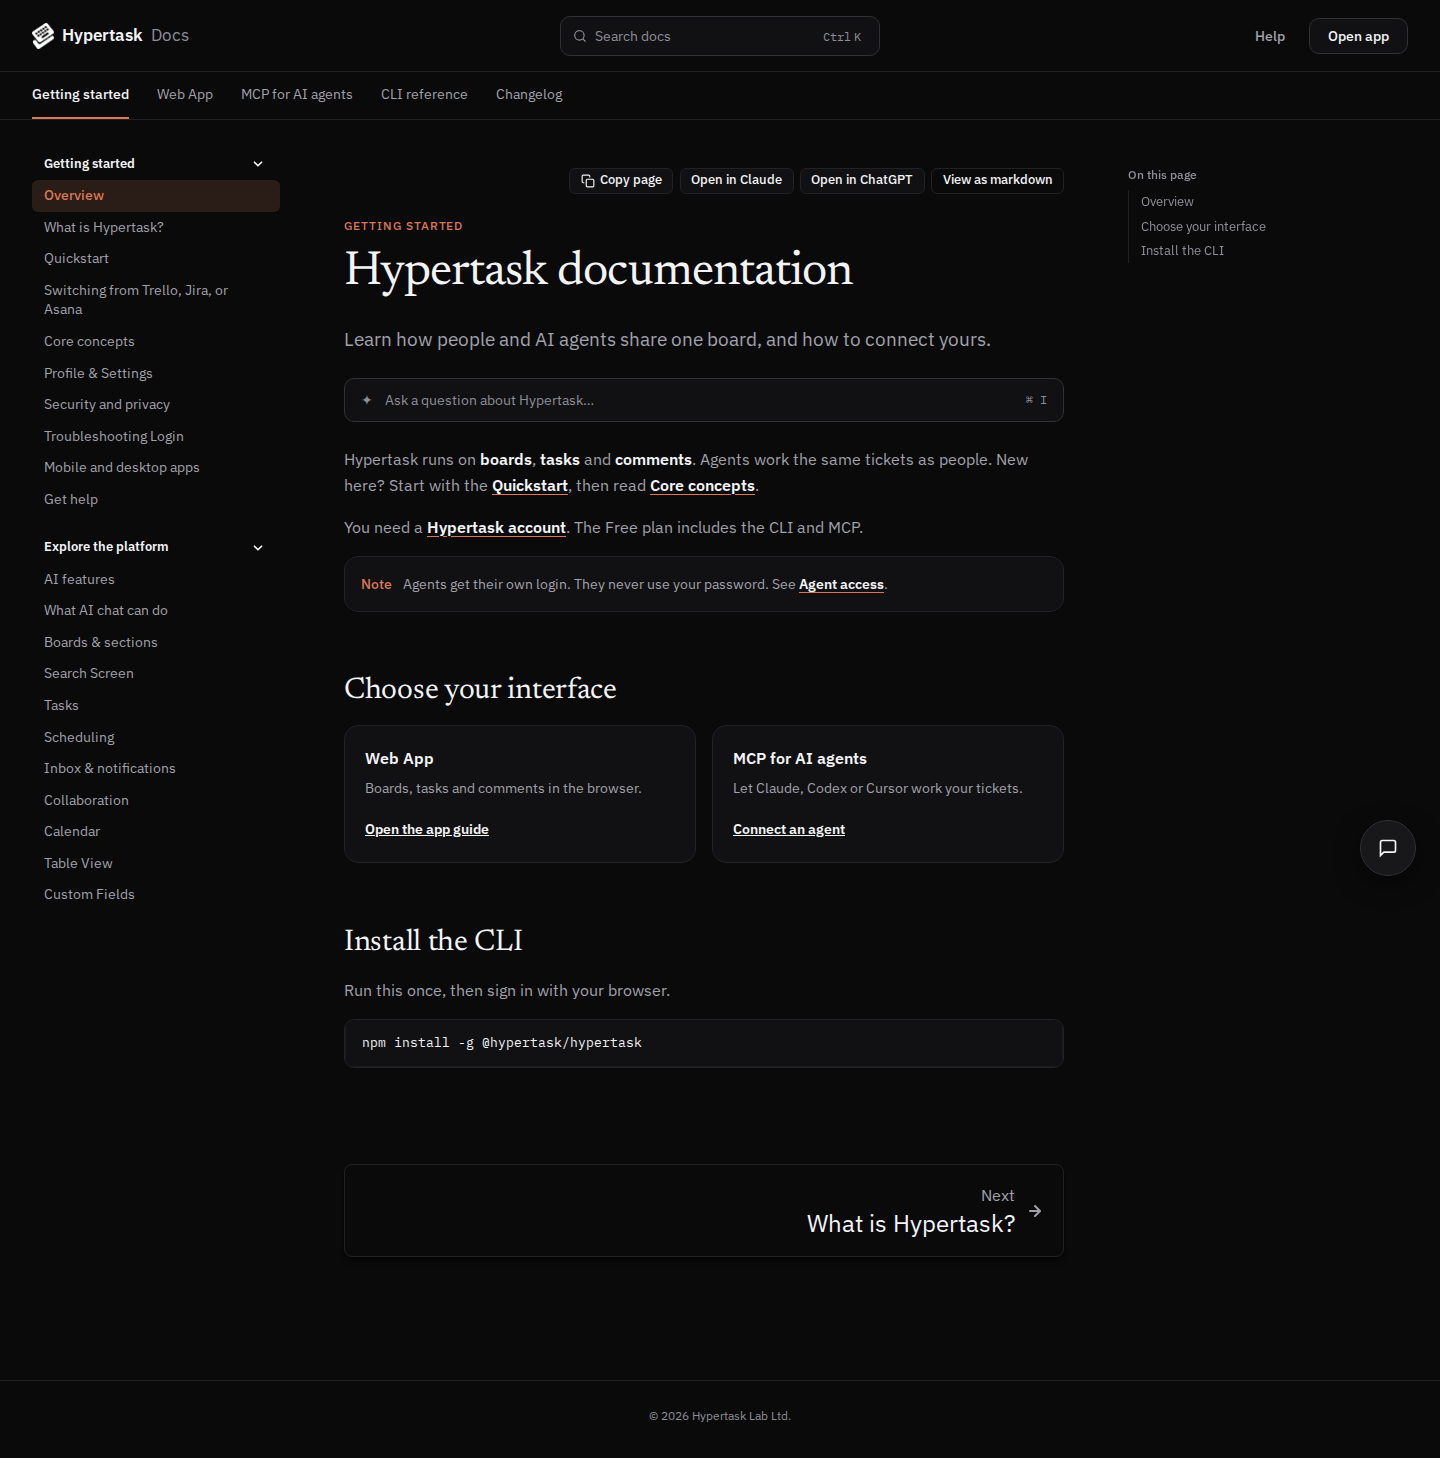 Hypertask Docs
Search docs
Ctrl K
Help
Open app
Getting started
Web App
MCP for AI agents
CLI reference
Changelog
Getting started
Overview
What is Hypertask?
Quickstart
Switching from Trello, Jira, or
Asana
Core concepts
Profile & Settings
Security and privacy
Troubleshooting Login
Mobile and desktop apps
Get help
Explore the platform
AI features
What AI chat can do
Boards & sections
Search Screen
Tasks
Scheduling
Inbox & notifications
Collaboration
Calendar
Table View
Custom Fields
Copy page
Open in Claude
Open in ChatGPT
View as markdown
GETTING STARTED
Hypertask documentation
Learn how people and AI agents share one board, and how to connect yours.
Ask a question about Hypertask...
⌘ I
Hypertask runs on boards, tasks and comments. Agents work the same tickets as people. New
here? Start with the Quickstart, then read Core concepts.
You need a Hypertask account. The Free plan includes the CLI and MCP.
Note Agents get their own login. They never use your password. See Agent access.
Choose your interface
Web App
Boards, tasks and comments in the browser.
Open the app guide
MCP for AI agents
Let Claude, Codex or Cursor work your tickets.
Connect an agent
Install the CLI
Run this once, then sign in with your browser.
npm install -g @hypertask/hypertask
Next
What is Hypertask?
On this page
Overview
Choose your interface
Install the CLI
© 2026 Hypertask Lab Ltd.